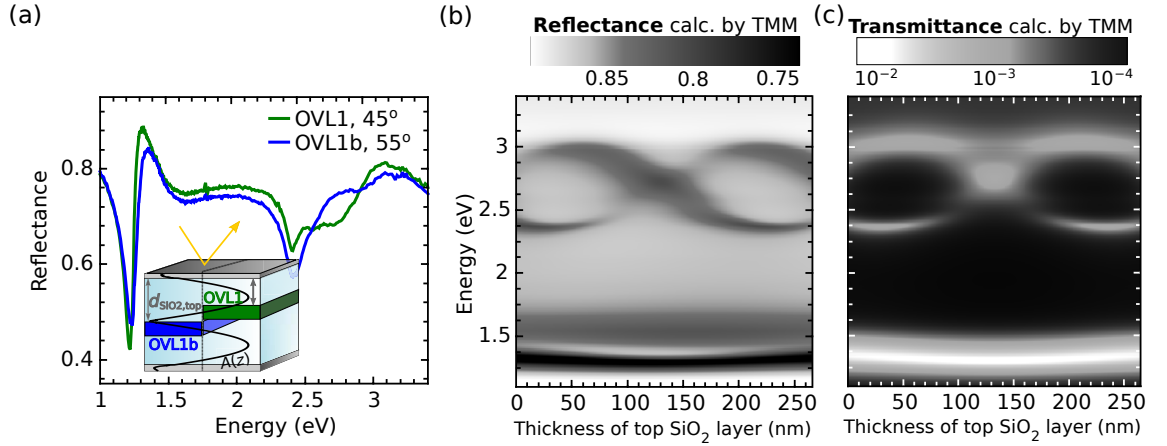 (a)
OVL1, 45°
OVL1b, 55°
Reflectance
0.8
0.6
0.4
1
1.5
2
2.5
3
Energy (eV)
d_SIO2,top
OVL1
OVL1b
A(z)
(b)
Reflectance calc. by TMM
0.85
0.8
0.75
Energy (eV)
3
2.5
2
1.5
0
50
100
150
200
250
Thickness of top SiO₂ layer (nm)
(c)
Transmittance calc. by TMM
10⁻²
10⁻³
10⁻⁴
0
50
100
150
200
250
Thickness of top SiO₂ layer (nm)